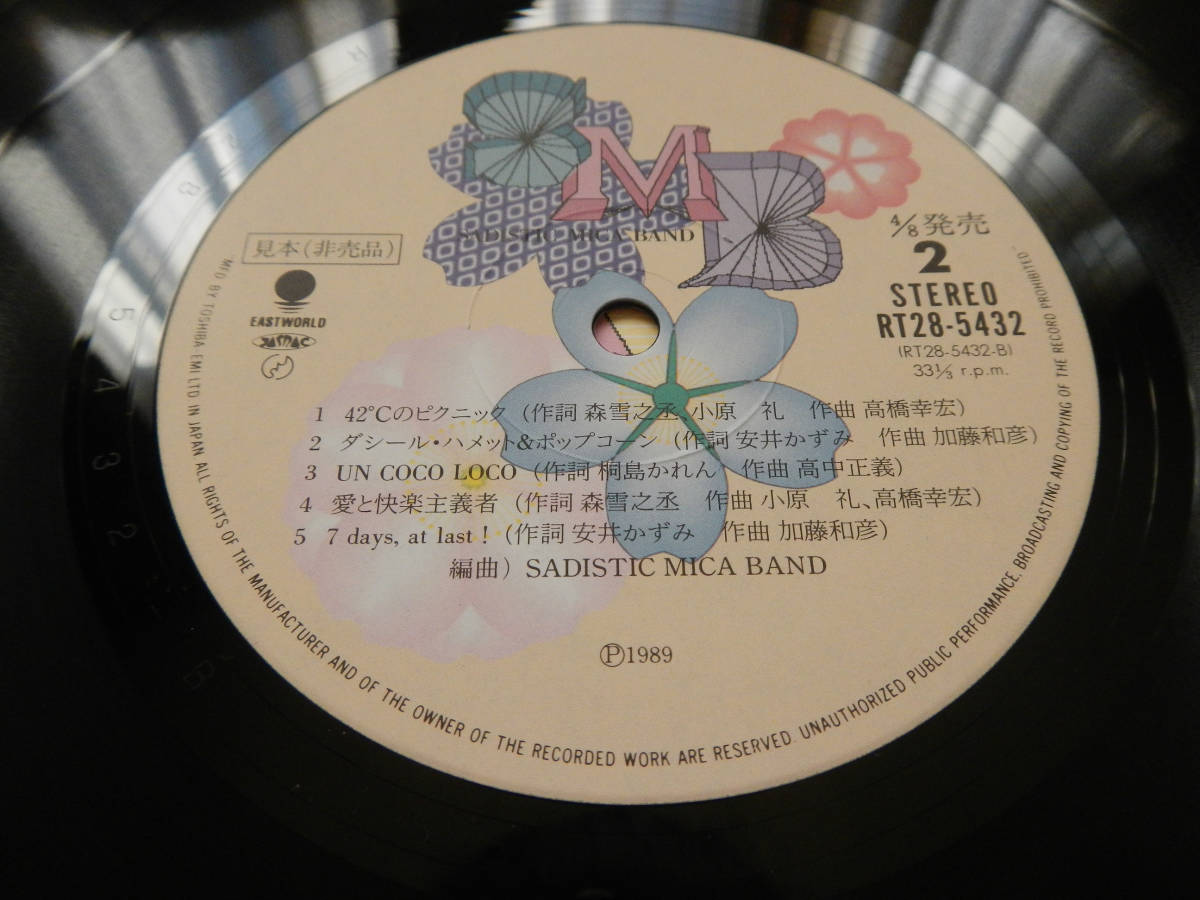 SMB
SADISTIC MICA BAND
見本(非売品)
EASTWORLD
JASRAC
4/8発売
2
STEREO
RT28-5432
(RT28-5432-B)
33⅓ r.p.m.
1 42℃のピクニック (作詞 森雪之丞、小原 礼 作曲 高橋幸宏)
2 ダシール・ハメット&ポップコーン (作詞 安井かずみ 作曲 加藤和彦)
3 UN COCO LOCO (作詞 桐島かれん 作曲 高中正義)
4 愛と快楽主義者 (作詞 森雪之丞 作曲 小原 礼、高橋幸宏)
5 7 days, at last! (作詞 安井かずみ 作曲 加藤和彦)
編曲) SADISTIC MICA BAND
Ⓟ1989
MFD BY TOSHIBA-EMI LTD IN JAPAN ALL RIGHTS OF THE MANUFACTURER AND OF THE OWNER OF THE RECORDED WORK ARE RESERVED. UNAUTHORIZED PUBLIC PERFORMANCE, BROADCASTING AND COPYING OF THE RECORD PROHIBITED.